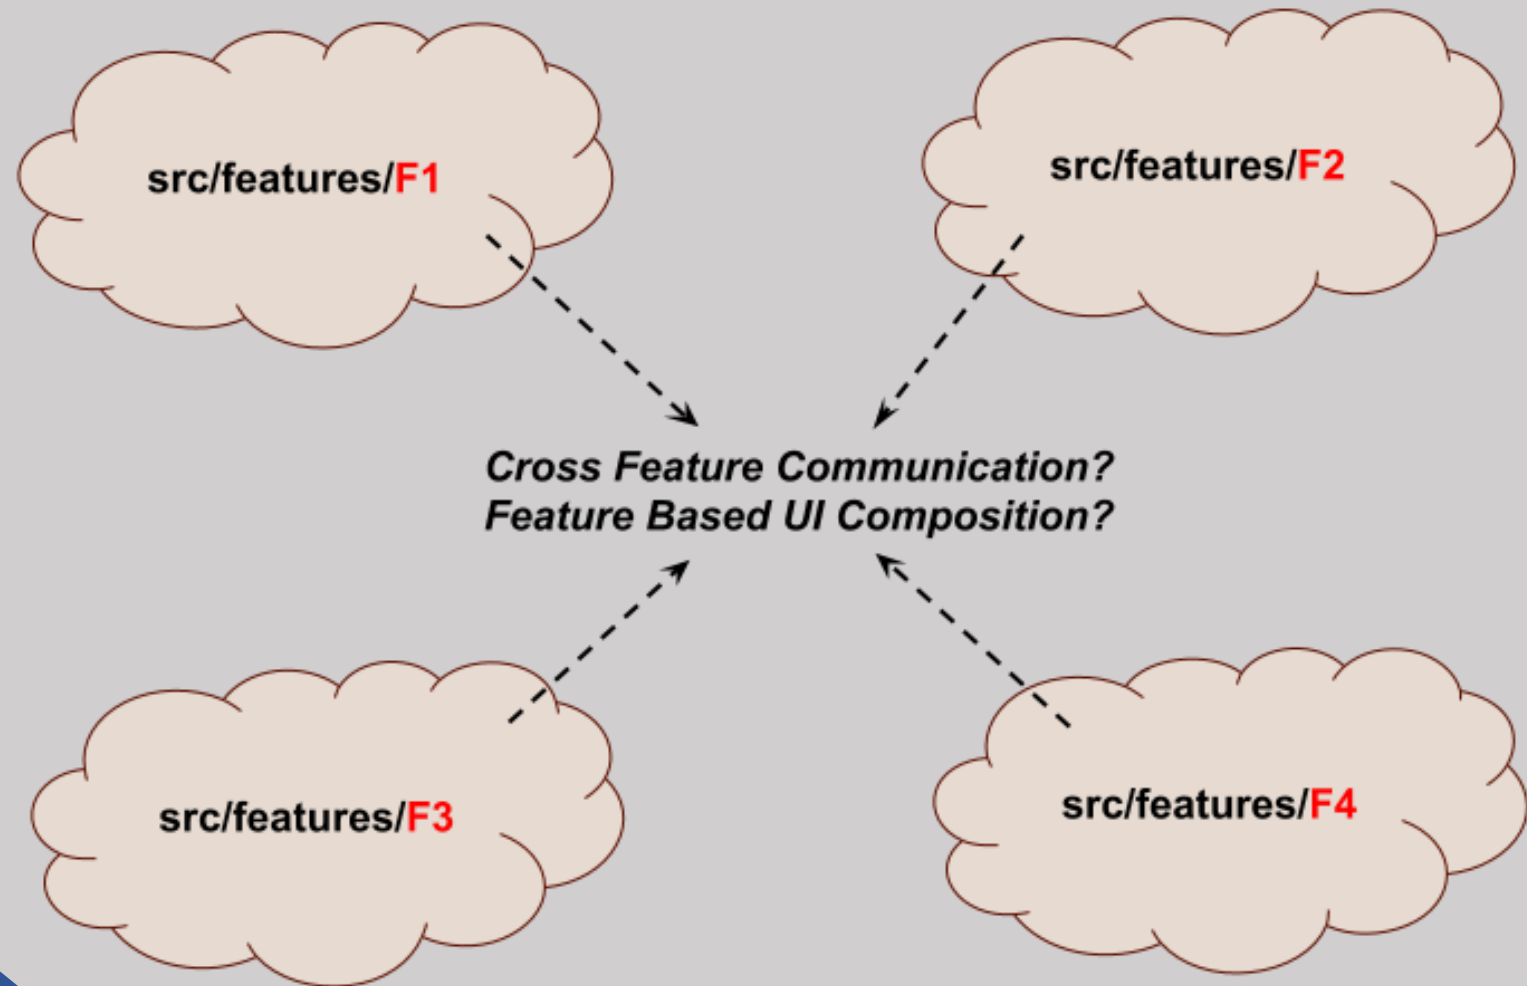 src/features/F1
src/features/F2
Cross Feature Communication?
Feature Based UI Composition?
src/features/F3
src/features/F4